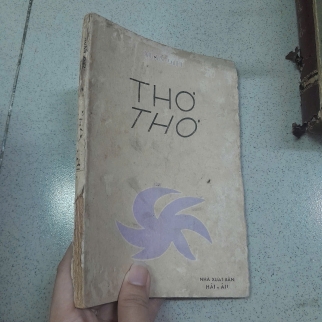 THƠ
THƠ
NHÀ XUẤT BẢN
HẢI - ÂU